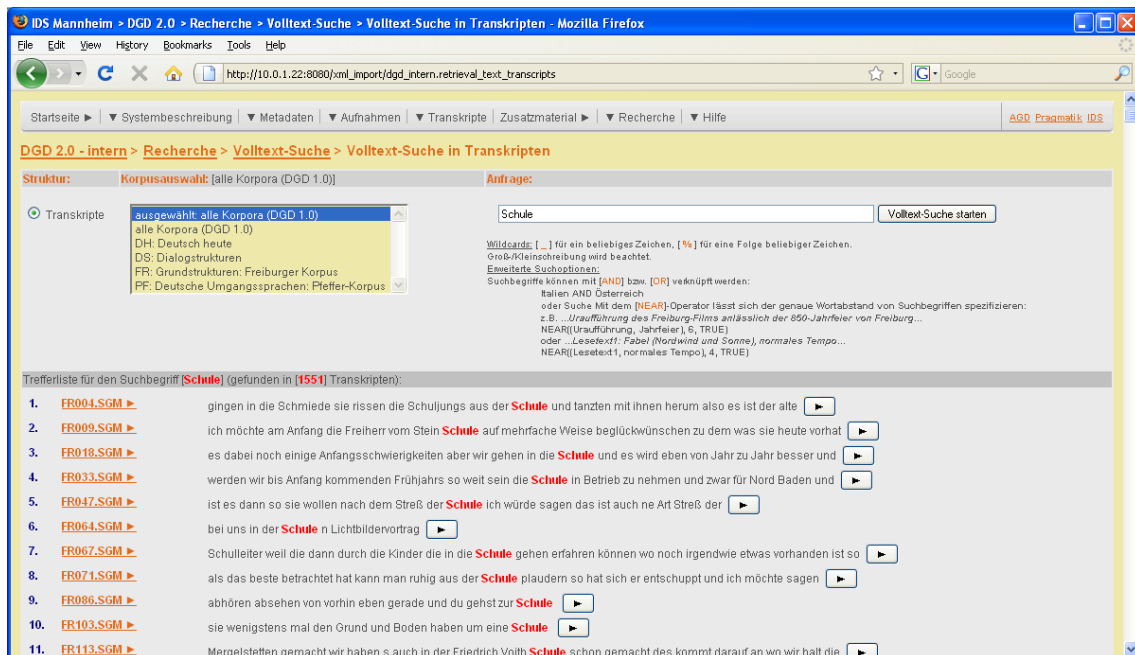 IDS Mannheim > DGD 2.0 > Recherche > Volltext-Suche > Volltext-Suche in Transkripten - Mozilla Firefox
File Edit View History Bookmarks Tools Help
http://10.0.1.22:8080/xml_import/dgd_intern.retrieval_text_transcripts
G Google
Startseite ► | ▼ Systembeschreibung | ▼ Metadaten | ▼ Aufnahmen | ▼ Transkripte | Zusatzmaterial ► | ▼ Recherche | ▼ Hilfe AGD Pragmatik IDS
DGD 2.0 - intern > Recherche > Volltext-Suche > Volltext-Suche in Transkripten
Struktur: Korpusauswahl: [alle Korpora (DGD 1.0)] Anfrage:
Transkripte
ausgewählt: alle Korpora (DGD 1.0)
alle Korpora (DGD 1.0)
DH: Deutsch heute
DS: Dialogstrukturen
FR: Grundstrukturen: Freiburger Korpus
PF: Deutsche Umgangssprachen: Pfeffer-Korpus
Schule Volltext-Suche starten
Wildcards: [ _ ] für ein beliebiges Zeichen, [ % ] für eine Folge beliebiger Zeichen.
Groß-/Kleinschreibung wird beachtet.
Erweiterte Suchoptionen:
Suchbegriffe können mit [AND] bzw. [OR] verknüpft werden:
Italien AND Österreich
oder Suche Mit dem [NEAR]-Operator lässt sich der genaue Wortabstand von Suchbegriffen spezifizieren:
z.B. ...Uraufführung des Freiburg-Films anlässlich der 850-Jahrfeier von Freiburg...
NEAR((Uraufführung, Jahrfeier), 6, TRUE)
oder ...Lesetext1: Fabel (Nordwind und Sonne), normales Tempo...
NEAR((Lesetext1, normales Tempo), 4, TRUE)
Trefferliste für den Suchbegriff [Schule] (gefunden in [1551] Transkripten):
1. FR004.SGM ► gingen in die Schmiede sie rissen die Schuljungs aus der Schule und tanzten mit ihnen herum also es ist der alte ►
2. FR009.SGM ► ich möchte am Anfang die Freiherr vom Stein Schule auf mehrfache Weise beglückwünschen zu dem was sie heute vorhat ►
3. FR018.SGM ► es dabei noch einige Anfangsschwierigkeiten aber wir gehen in die Schule und es wird eben von Jahr zu Jahr besser und ►
4. FR033.SGM ► werden wir bis Anfang kommenden Frühjahrs so weit sein die Schule in Betrieb zu nehmen und zwar für Nord Baden und ►
5. FR047.SGM ► ist es dann so sie wollen nach dem Streß der Schule ich würde sagen das ist auch ne Art Streß der ►
6. FR064.SGM ► bei uns in der Schule n Lichtbildervortrag ►
7. FR067.SGM ► Schulleiter weil die dann durch die Kinder die in die Schule gehen erfahren können wo noch irgendwie etwas vorhanden ist so ►
8. FR071.SGM ► als das beste betrachtet hat kann man ruhig aus der Schule plaudern so hat sich er entschuppt und ich möchte sagen ►
9. FR086.SGM ► abhören absehen von vorhin eben gerade und du gehst zur Schule ►
10. FR103.SGM ► sie wenigstens mal den Grund und Boden haben um eine Schule ►
11. FR113.SGM ► Mergelstetten gemacht wir haben s auch in der Friedrich Voith Schule schon gemacht des kommt darauf an wo wir halt die ►